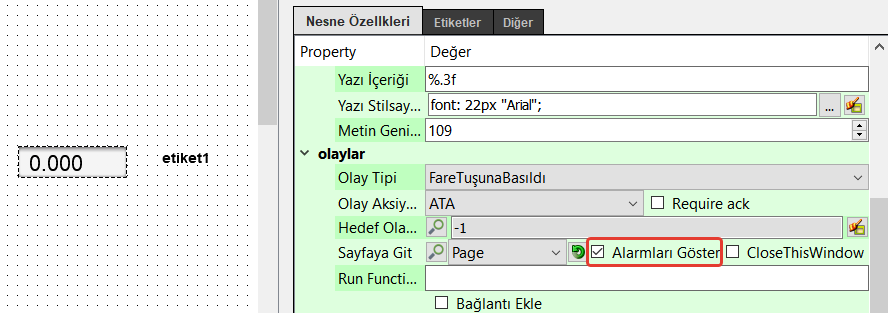 Nesne Özellkleri Etiketler Diğer
Property Değer
Yazı İçeriği %.3f
Yazı Stilsay... font: 22px "Arial"; ...
Metin Geni... 109
olaylar
Olay Tipi FareTuşunaBasıldı
Olay Aksiy... ATA Require ack
Hedef Ola... -1
Sayfaya Git Page Alarmları Göster CloseThisWindow
Run Functi...
Bağlantı Ekle
0.000 etiket1